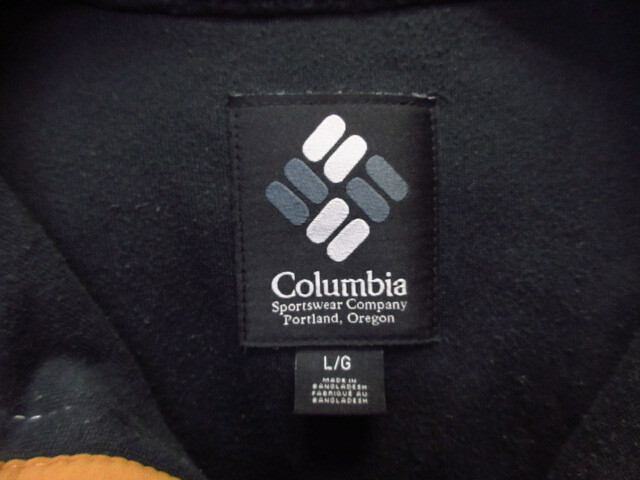 Columbia
Sportswear Company
Portland, Oregon
L/G
MADE IN
BANGLADESH
FABRIQUÉ AU
BANGLADESH